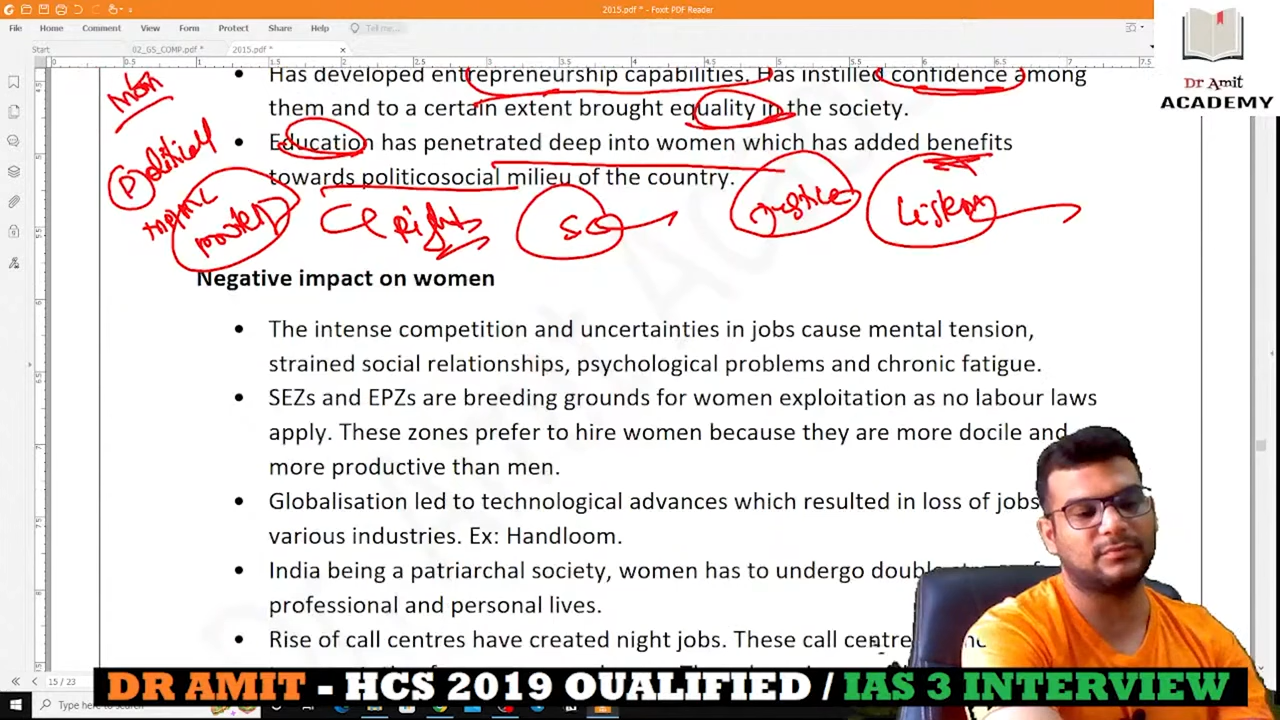 2015.pdf * - Foxit PDF Reader
File Home Comment View Form Protect Share Help Tell me...
Start 02_GS_COMP.pdf * 2015.pdf *
Dr Amit
ACADEMY
• Has developed entrepreneurship capabilities. Has instilled confidence among
them and to a certain extent brought equality in the society.
• Education has penetrated deep into women which has added benefits
towards politicosocial milieu of the country.
Political
Rights
Justice
Negative impact on women
• The intense competition and uncertainties in jobs cause mental tension,
strained social relationships, psychological problems and chronic fatigue.
• SEZs and EPZs are breeding grounds for women exploitation as no labour laws
apply. These zones prefer to hire women because they are more docile and
more productive than men.
• Globalisation led to technological advances which resulted in loss of jobs
various industries. Ex: Handloom.
• India being a patriarchal society, women has to undergo double
professional and personal lives.
• Rise of call centres have created night jobs. These call centre
15 / 23
DR AMIT - HCS 2019 QUALIFIED / IAS 3 INTERVIEW
Type here to search